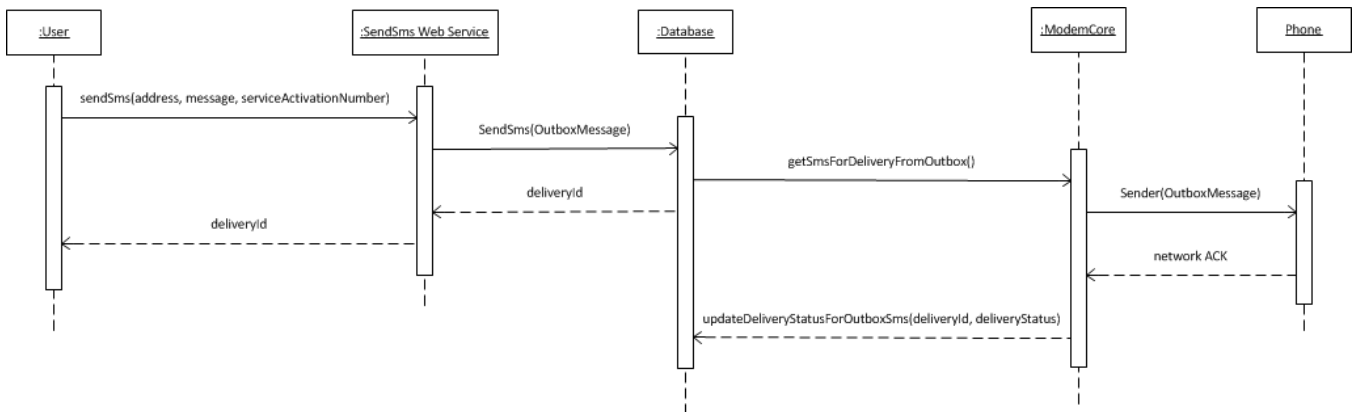 :User
:SendSms Web Service
:Database
:ModemCore
Phone
sendSms(address, message, serviceActivationNumber)
SendSms(OutboxMessage)
getSmsForDeliveryFromOutbox()
deliveryId
Sender(OutboxMessage)
deliveryId
network ACK
updateDeliveryStatusForOutboxSms(deliveryId, deliveryStatus)